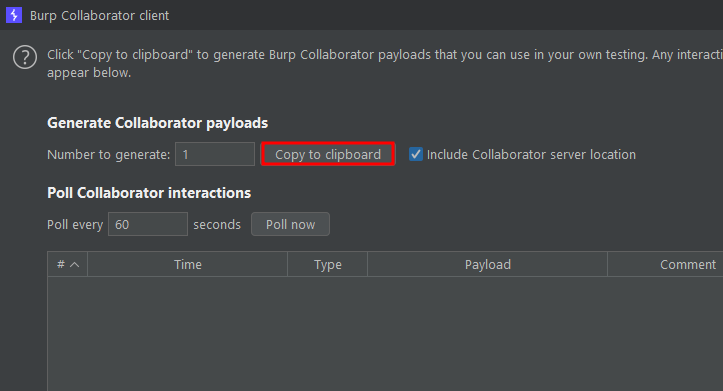 Burp Collaborator client
Click "Copy to clipboard" to generate Burp Collaborator payloads that you can use in your own testing. Any
appear below.
Generate Collaborator payloads
Number to generate: 1 Copy to clipboard Include Collaborator server location
Poll Collaborator interactions
Poll every 60 seconds Poll now
# Time Type Payload Comment